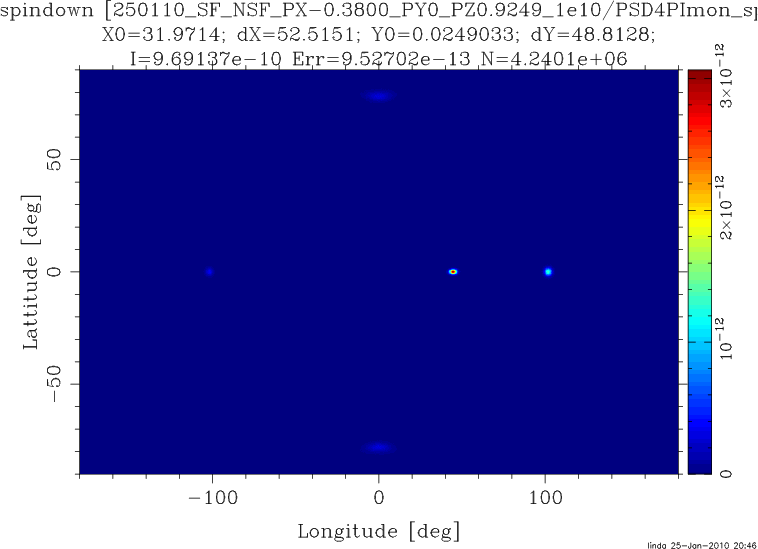 spindown [250110_SF_NSF_PX-0.3800_PY0_PZ0.9249_1e10/PSD4PImon_sp
X0=31.9714; dX=52.5151; Y0=0.0249033; dY=48.8128;
I=9.69137e-10 Err=9.52702e-13 N=4.2401e+06
3×10⁻¹²
2×10⁻¹²
10⁻¹²
0
50
0
−50
Lattitude [deg]
−100 0 100
Longitude [deg]
linda 25-Jan-2010 20:46